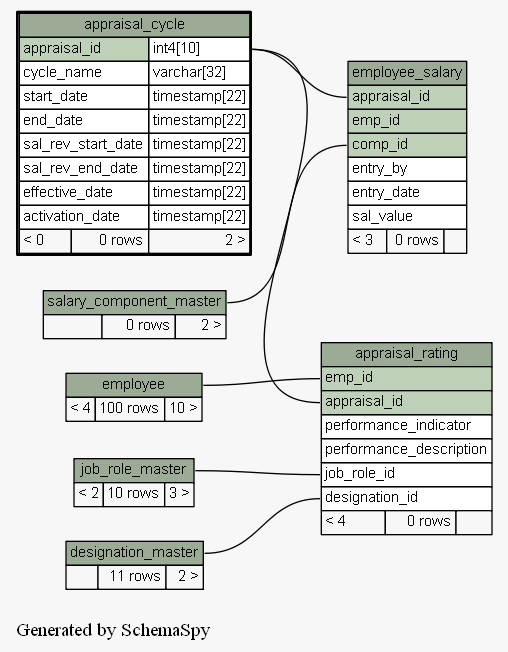 appraisal_cycle
appraisal_id int4[10]
cycle_name varchar[32]
start_date timestamp[22]
end_date timestamp[22]
sal_rev_start_date timestamp[22]
sal_rev_end_date timestamp[22]
effective_date timestamp[22]
activation_date timestamp[22]
< 0 0 rows 2 >
employee_salary
appraisal_id
emp_id
comp_id
entry_by
entry_date
sal_value
< 3 0 rows
salary_component_master
0 rows 2 >
employee
< 4 100 rows 10 >
job_role_master
< 2 10 rows 3 >
designation_master
11 rows 2 >
appraisal_rating
emp_id
appraisal_id
performance_indicator
performance_description
job_role_id
designation_id
< 4 0 rows
Generated by SchemaSpy